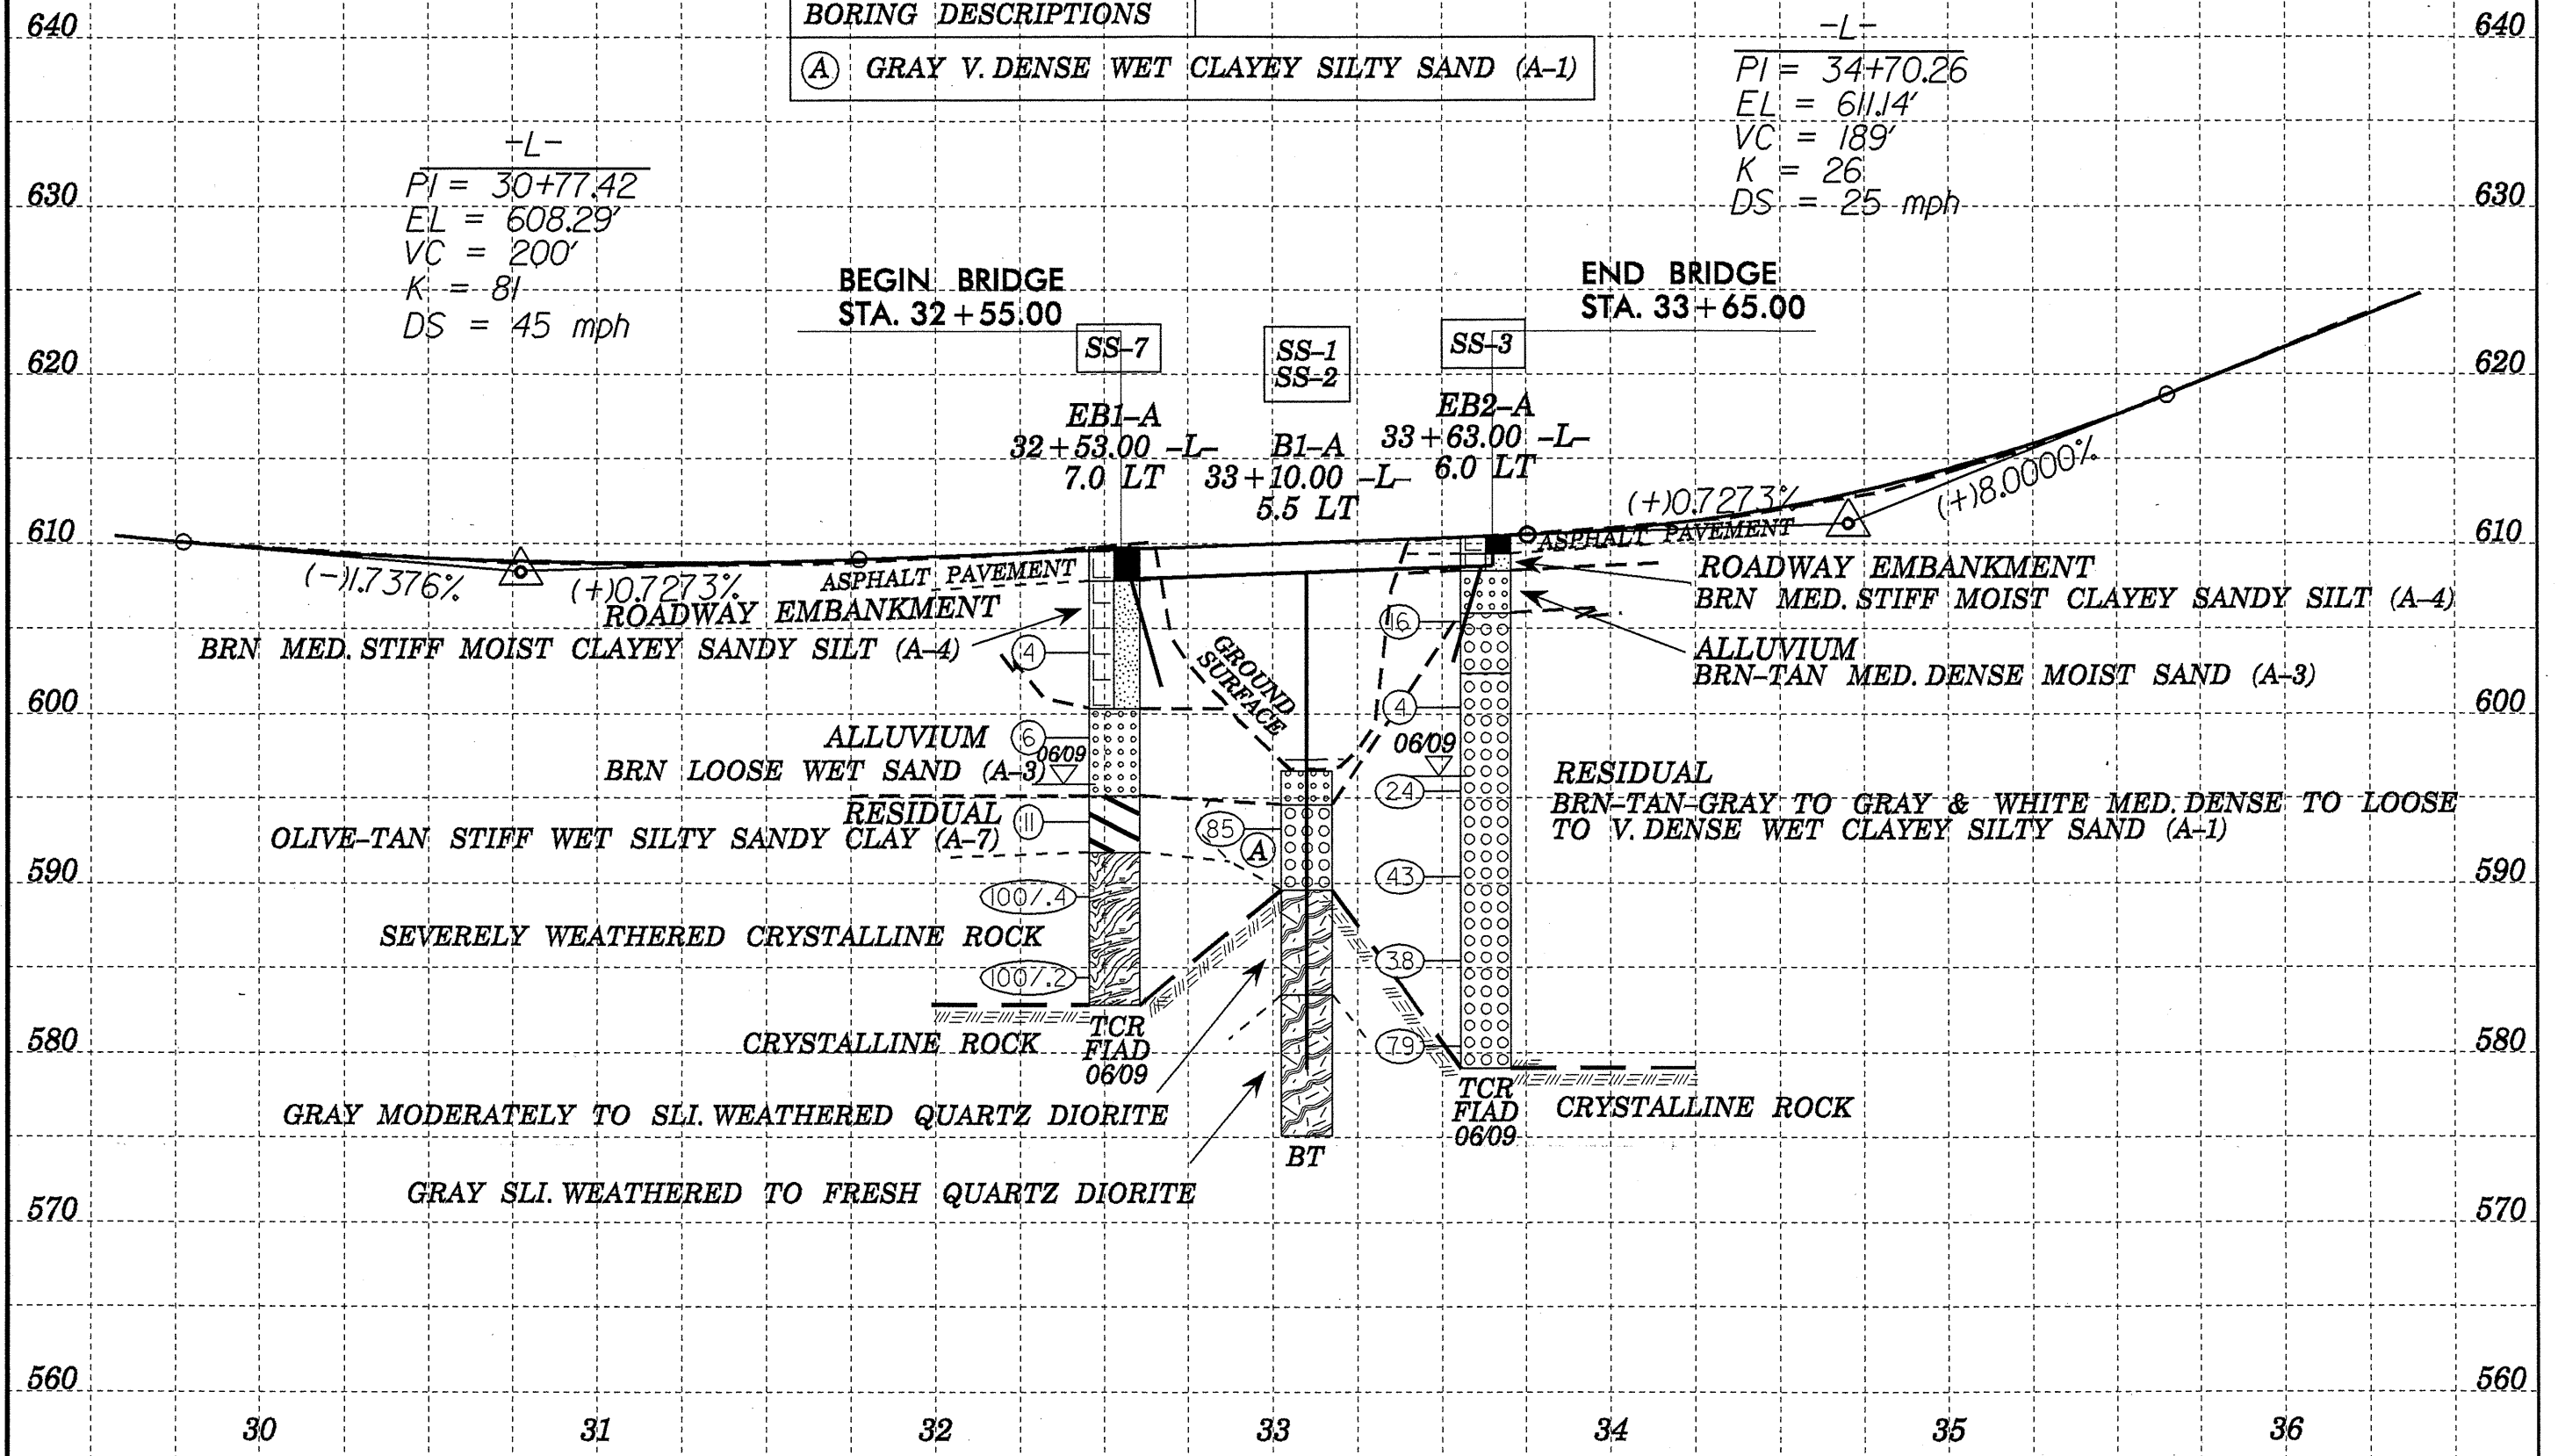 BORING DESCRIPTIONS
(A) GRAY V. DENSE WET CLAYEY SILTY SAND (A-1)
640
640
-L-
PI = 34+70.26
EL = 611.14'
VC = 189'
K = 26
DS = 25 mph
-L-
PI = 30+77.42
EL = 608.29'
VC = 200'
K = 81
DS = 45 mph
630
630
BEGIN BRIDGE
STA. 32+55.00
END BRIDGE
STA. 33+65.00
SS-7
SS-1
SS-2
SS-3
620
620
EB1-A
32+53.00 -L-
7.0 LT
B1-A
33+10.00 -L-
5.5 LT
EB2-A
33+63.00 -L-
6.0 LT
610
610
(-)1.7376%
(+)0.7273%
(+)0.7273%
(+)8.0000%
ASPHALT PAVEMENT
ASPHALT PAVEMENT
ROADWAY EMBANKMENT
BRN MED. STIFF MOIST CLAYEY SANDY SILT (A-4)
ROADWAY EMBANKMENT
BRN MED. STIFF MOIST CLAYEY SANDY SILT (A-4)
ALLUVIUM
BRN-TAN MED. DENSE MOIST SAND (A-3)
GROUND
SURFACE
4
16
4
600
600
ALLUVIUM
BRN LOOSE WET SAND (A-3)
6
06/09
06/09
24
RESIDUAL
OLIVE-TAN STIFF WET SILTY SANDY CLAY (A-7)
11
85
A
RESIDUAL
BRN-TAN-GRAY TO GRAY & WHITE MED. DENSE TO LOOSE
TO V. DENSE WET CLAYEY SILTY SAND (A-1)
590
590
100/.4
43
SEVERELY WEATHERED CRYSTALLINE ROCK
100/.2
38
580
580
CRYSTALLINE ROCK
TCR
FIAD
06/09
79
TCR
FIAD
06/09
CRYSTALLINE ROCK
GRAY MODERATELY TO SLI. WEATHERED QUARTZ DIORITE
BT
GRAY SLI. WEATHERED TO FRESH QUARTZ DIORITE
570
570
560
560
30 31 32 33 34 35 36